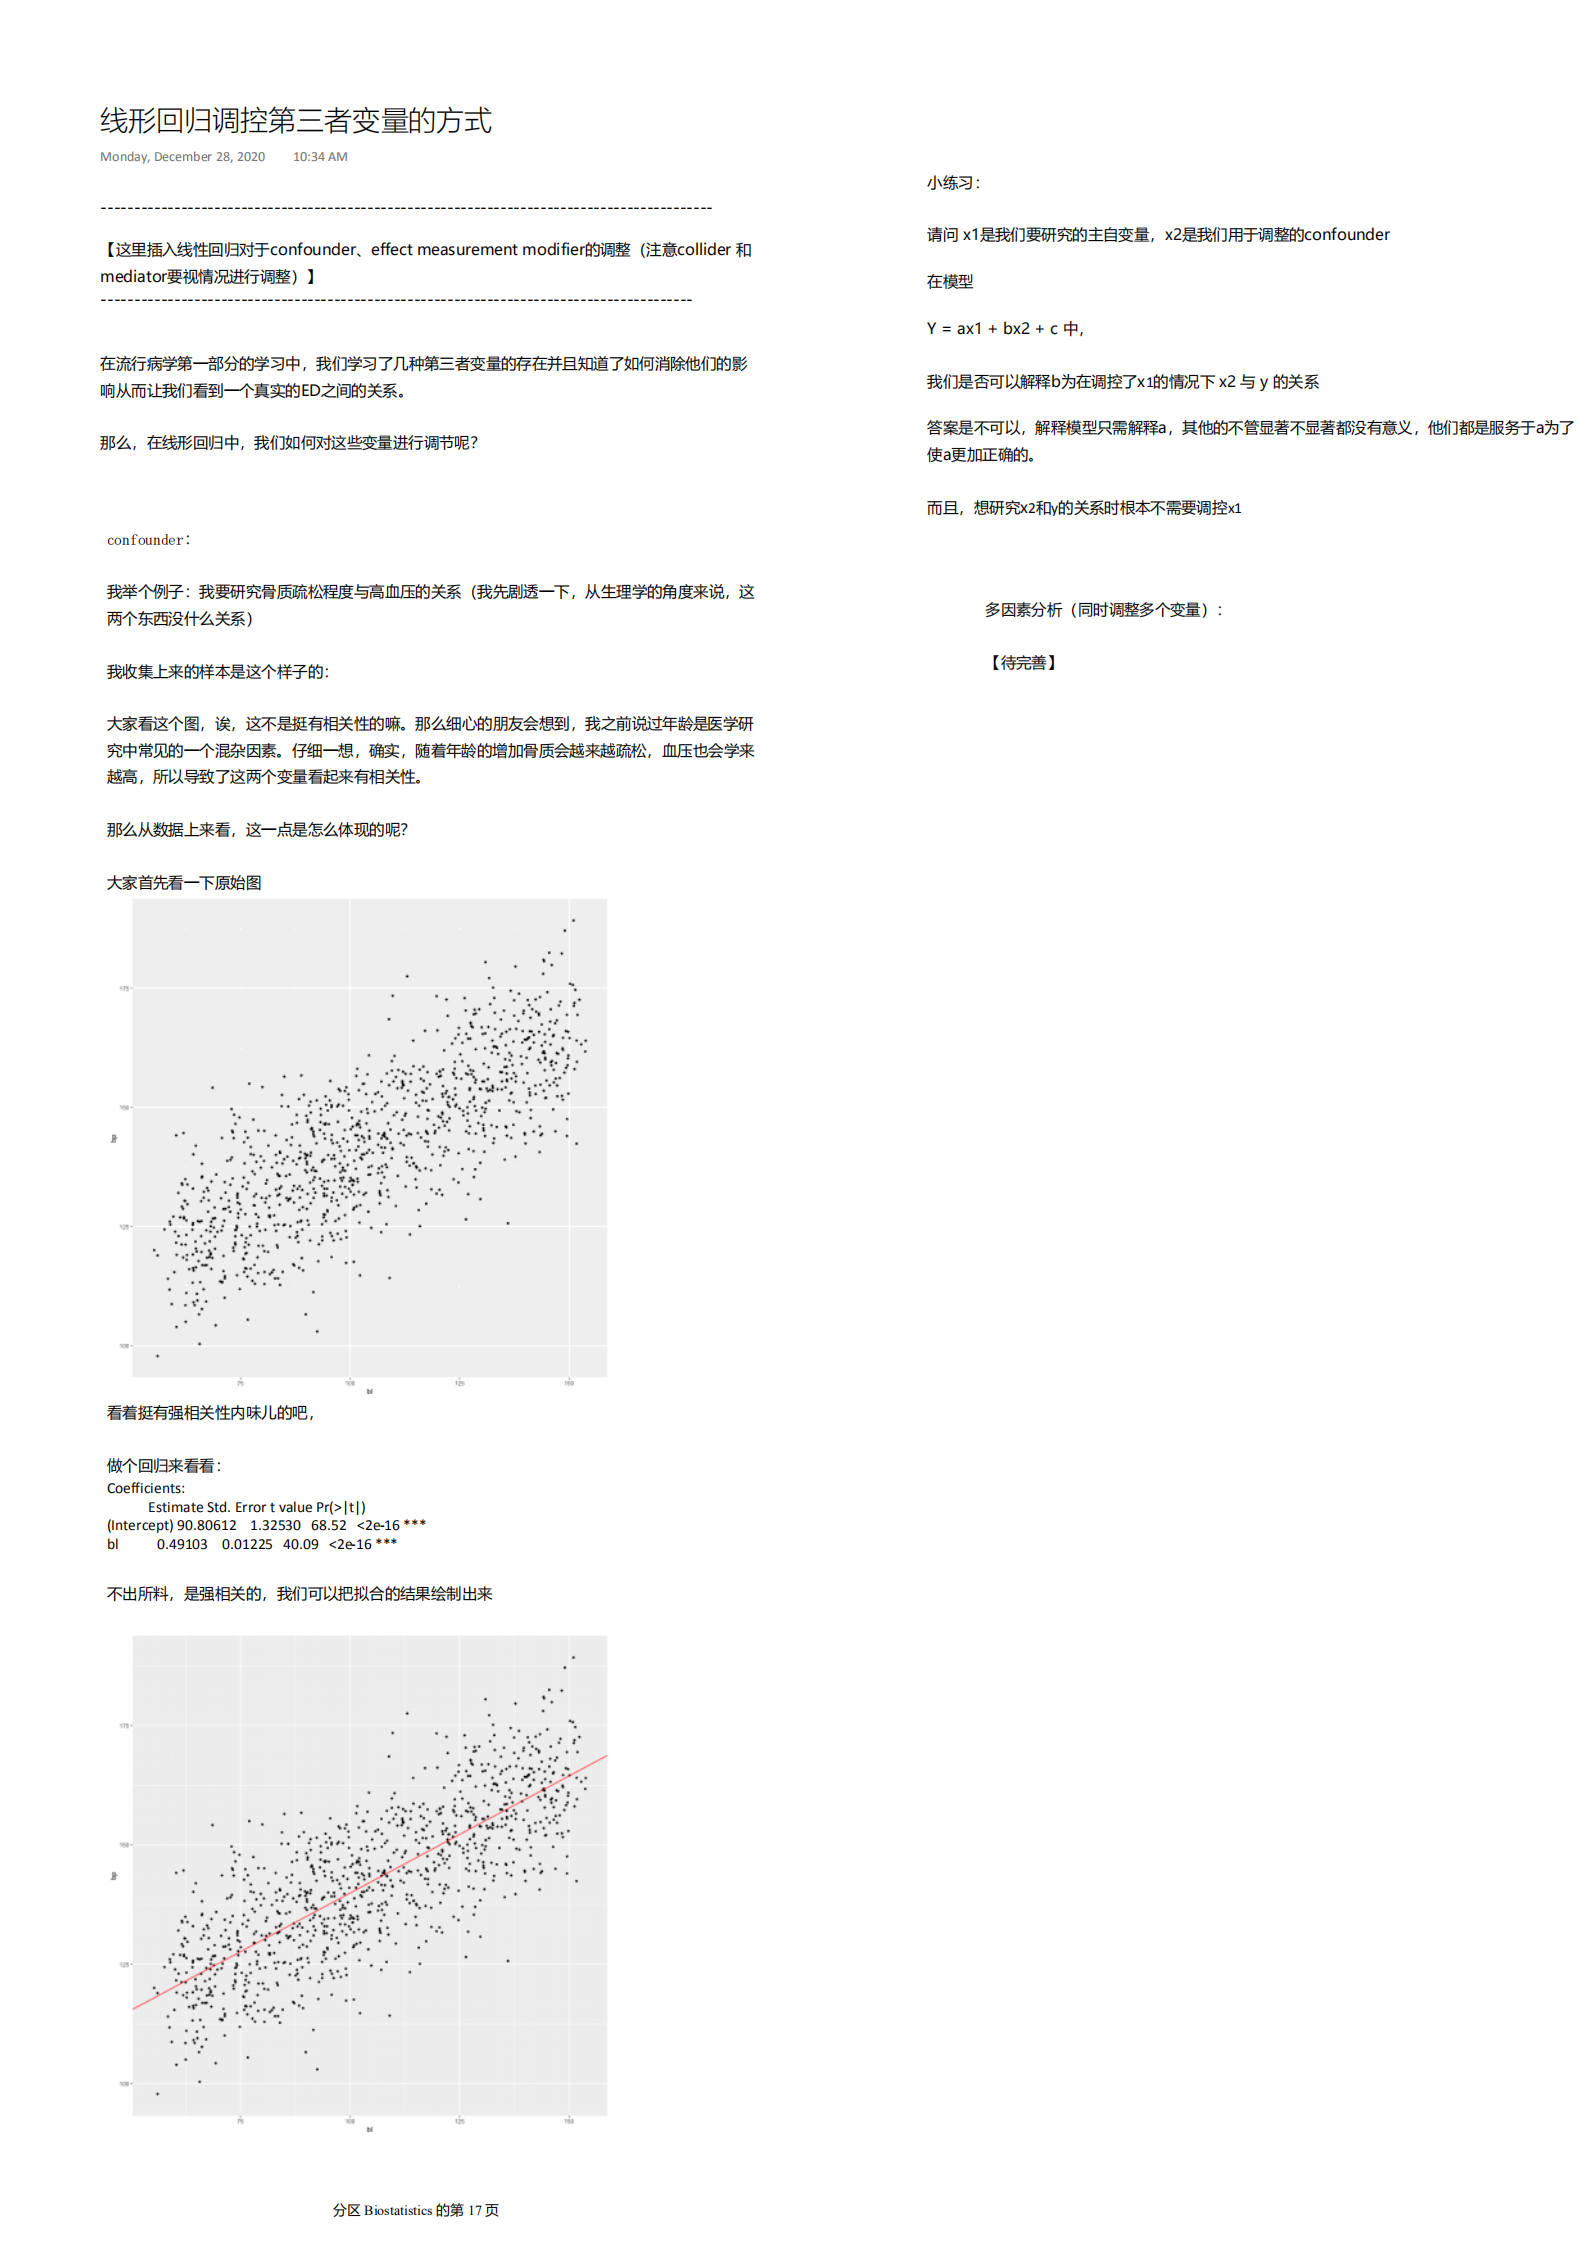 线形回归调控第三者变量的方式
Monday, December 28, 2020 10:34 AM
-------------------------------------------------------------------------------------------
【这里插入线性回归对于confounder、effect measurement modifier的调整（注意collider 和
mediator要视情况进行调整）】
----------------------------------------------------------------------------------------
在流行病学第一部分的学习中，我们学习了几种第三者变量的存在并且知道了如何消除他们的影
响从而让我们看到一个真实的ED之间的关系。
那么，在线形回归中，我们如何对这些变量进行调节呢？
confounder：
我举个例子：我要研究骨质疏松程度与高血压的关系（我先剧透一下，从生理学的角度来说，这
两个东西没什么关系）
我收集上来的样本是这个样子的：
大家看这个图，诶，这不是挺有相关性的嘛。那么细心的朋友会想到，我之前说过年龄是医学研
究中常见的一个混杂因素。仔细一想，确实，随着年龄的增加骨质会越来越疏松，血压也会学来
越高，所以导致了这两个变量看起来有相关性。
那么从数据上来看，这一点是怎么体现的呢？
大家首先看一下原始图
175
150
125
100
bp
75 100 125 150
bl
看着挺有强相关性内味儿的吧，
做个回归来看看：
Coefficients:
Estimate Std. Error t value Pr(>|t|)
(Intercept) 90.80612 1.32530 68.52 <2e-16 ***
bl 0.49103 0.01225 40.09 <2e-16 ***
不出所料，是强相关的，我们可以把拟合的结果绘制出来
175
150
125
100
bp
75 100 125 150
bl
小练习：
请问 x1是我们要研究的主自变量，x2是我们用于调整的confounder
在模型
Y = ax1 + bx2 + c 中，
我们是否可以解释b为在调控了x1的情况下 x2 与 y 的关系
答案是不可以，解释模型只需解释a，其他的不管显著不显著都没有意义，他们都是服务于a为了
使a更加正确的。
而且，想研究x2和y的关系时根本不需要调控x1
多因素分析（同时调整多个变量）：
【待完善】
分区 Biostatistics 的第 17 页